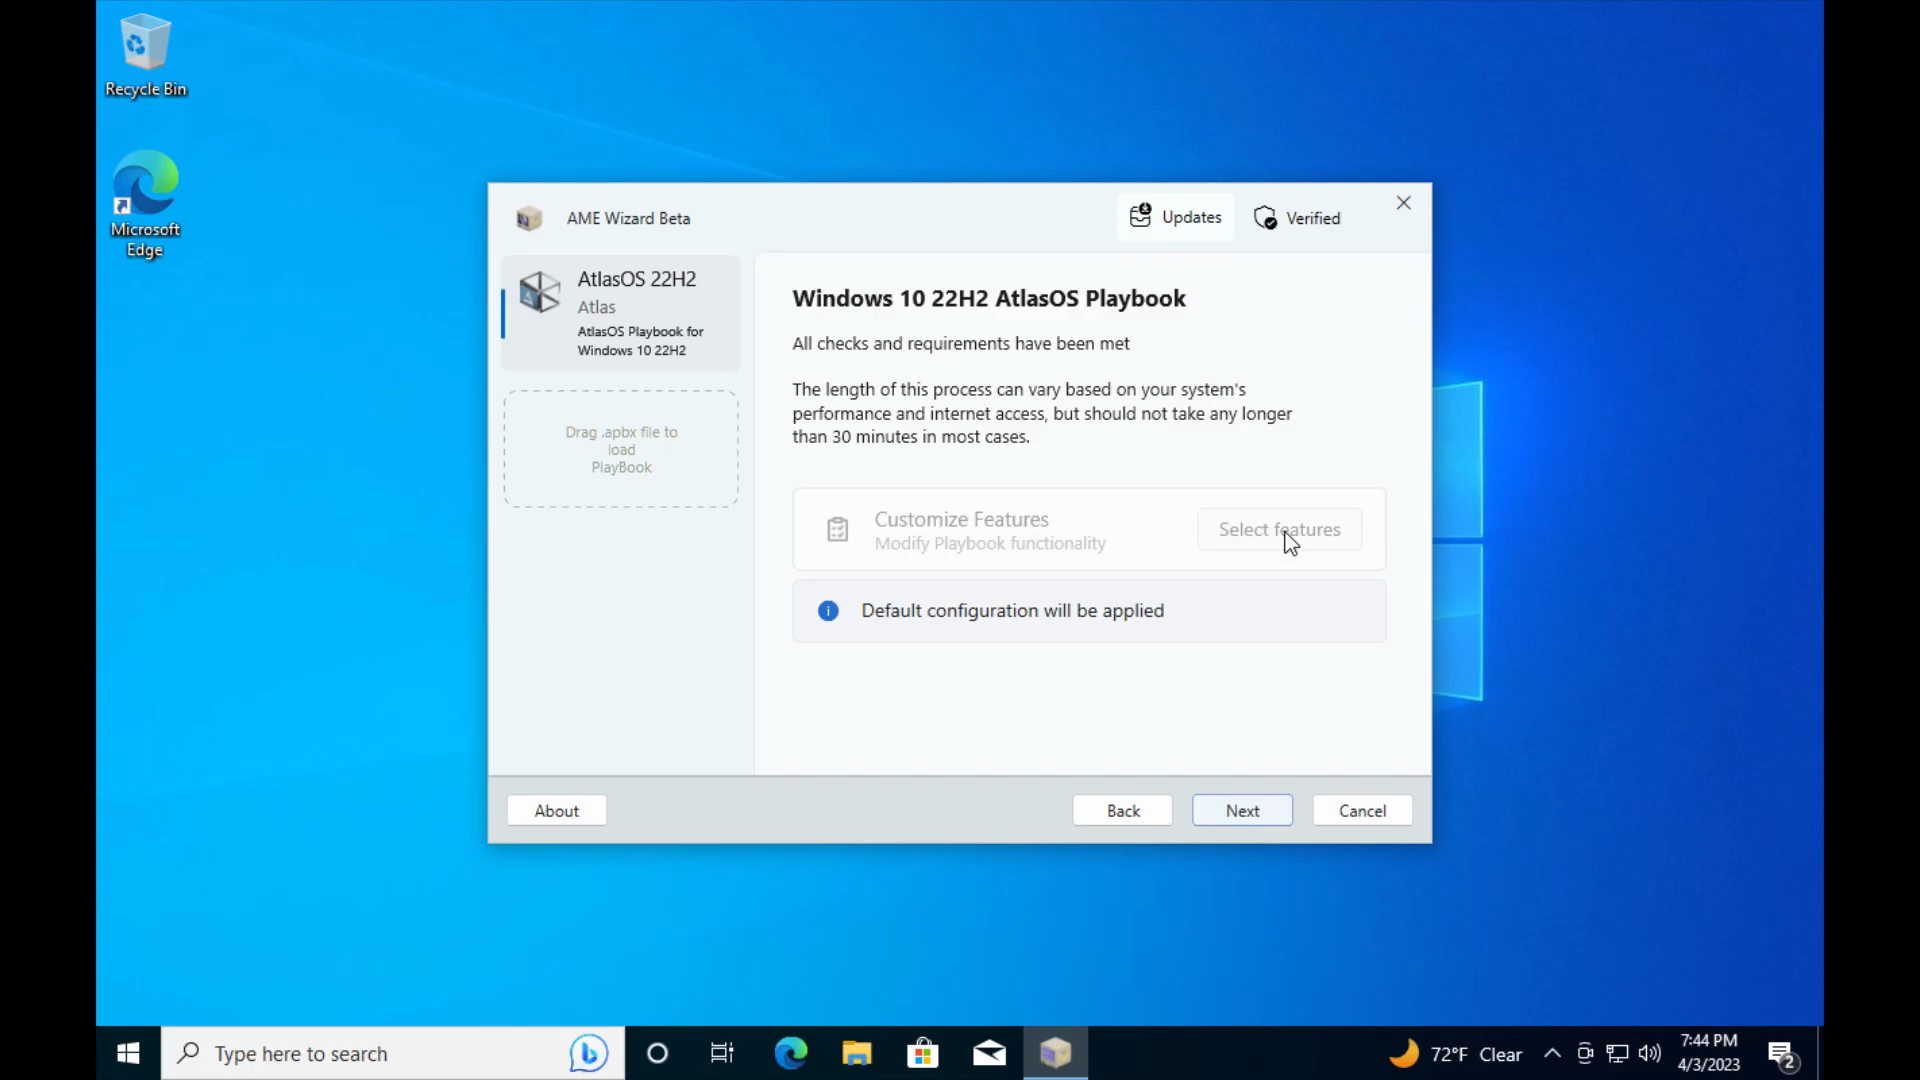 Recycle Bin
Microsoft
Edge
AME Wizard Beta
Updates
Verified
AtlasOS 22H2
Atlas
AtlasOS Playbook for
Windows 10 22H2
Drag .apbx file to
load
PlayBook
Windows 10 22H2 AtlasOS Playbook
All checks and requirements have been met
The length of this process can vary based on your system's
performance and internet access, but should not take any longer
than 30 minutes in most cases.
Customize Features
Modify Playbook functionality
Select features
Default configuration will be applied
About
Back
Next
Cancel
Type here to search
72°F Clear
7:44 PM
4/3/2023
2